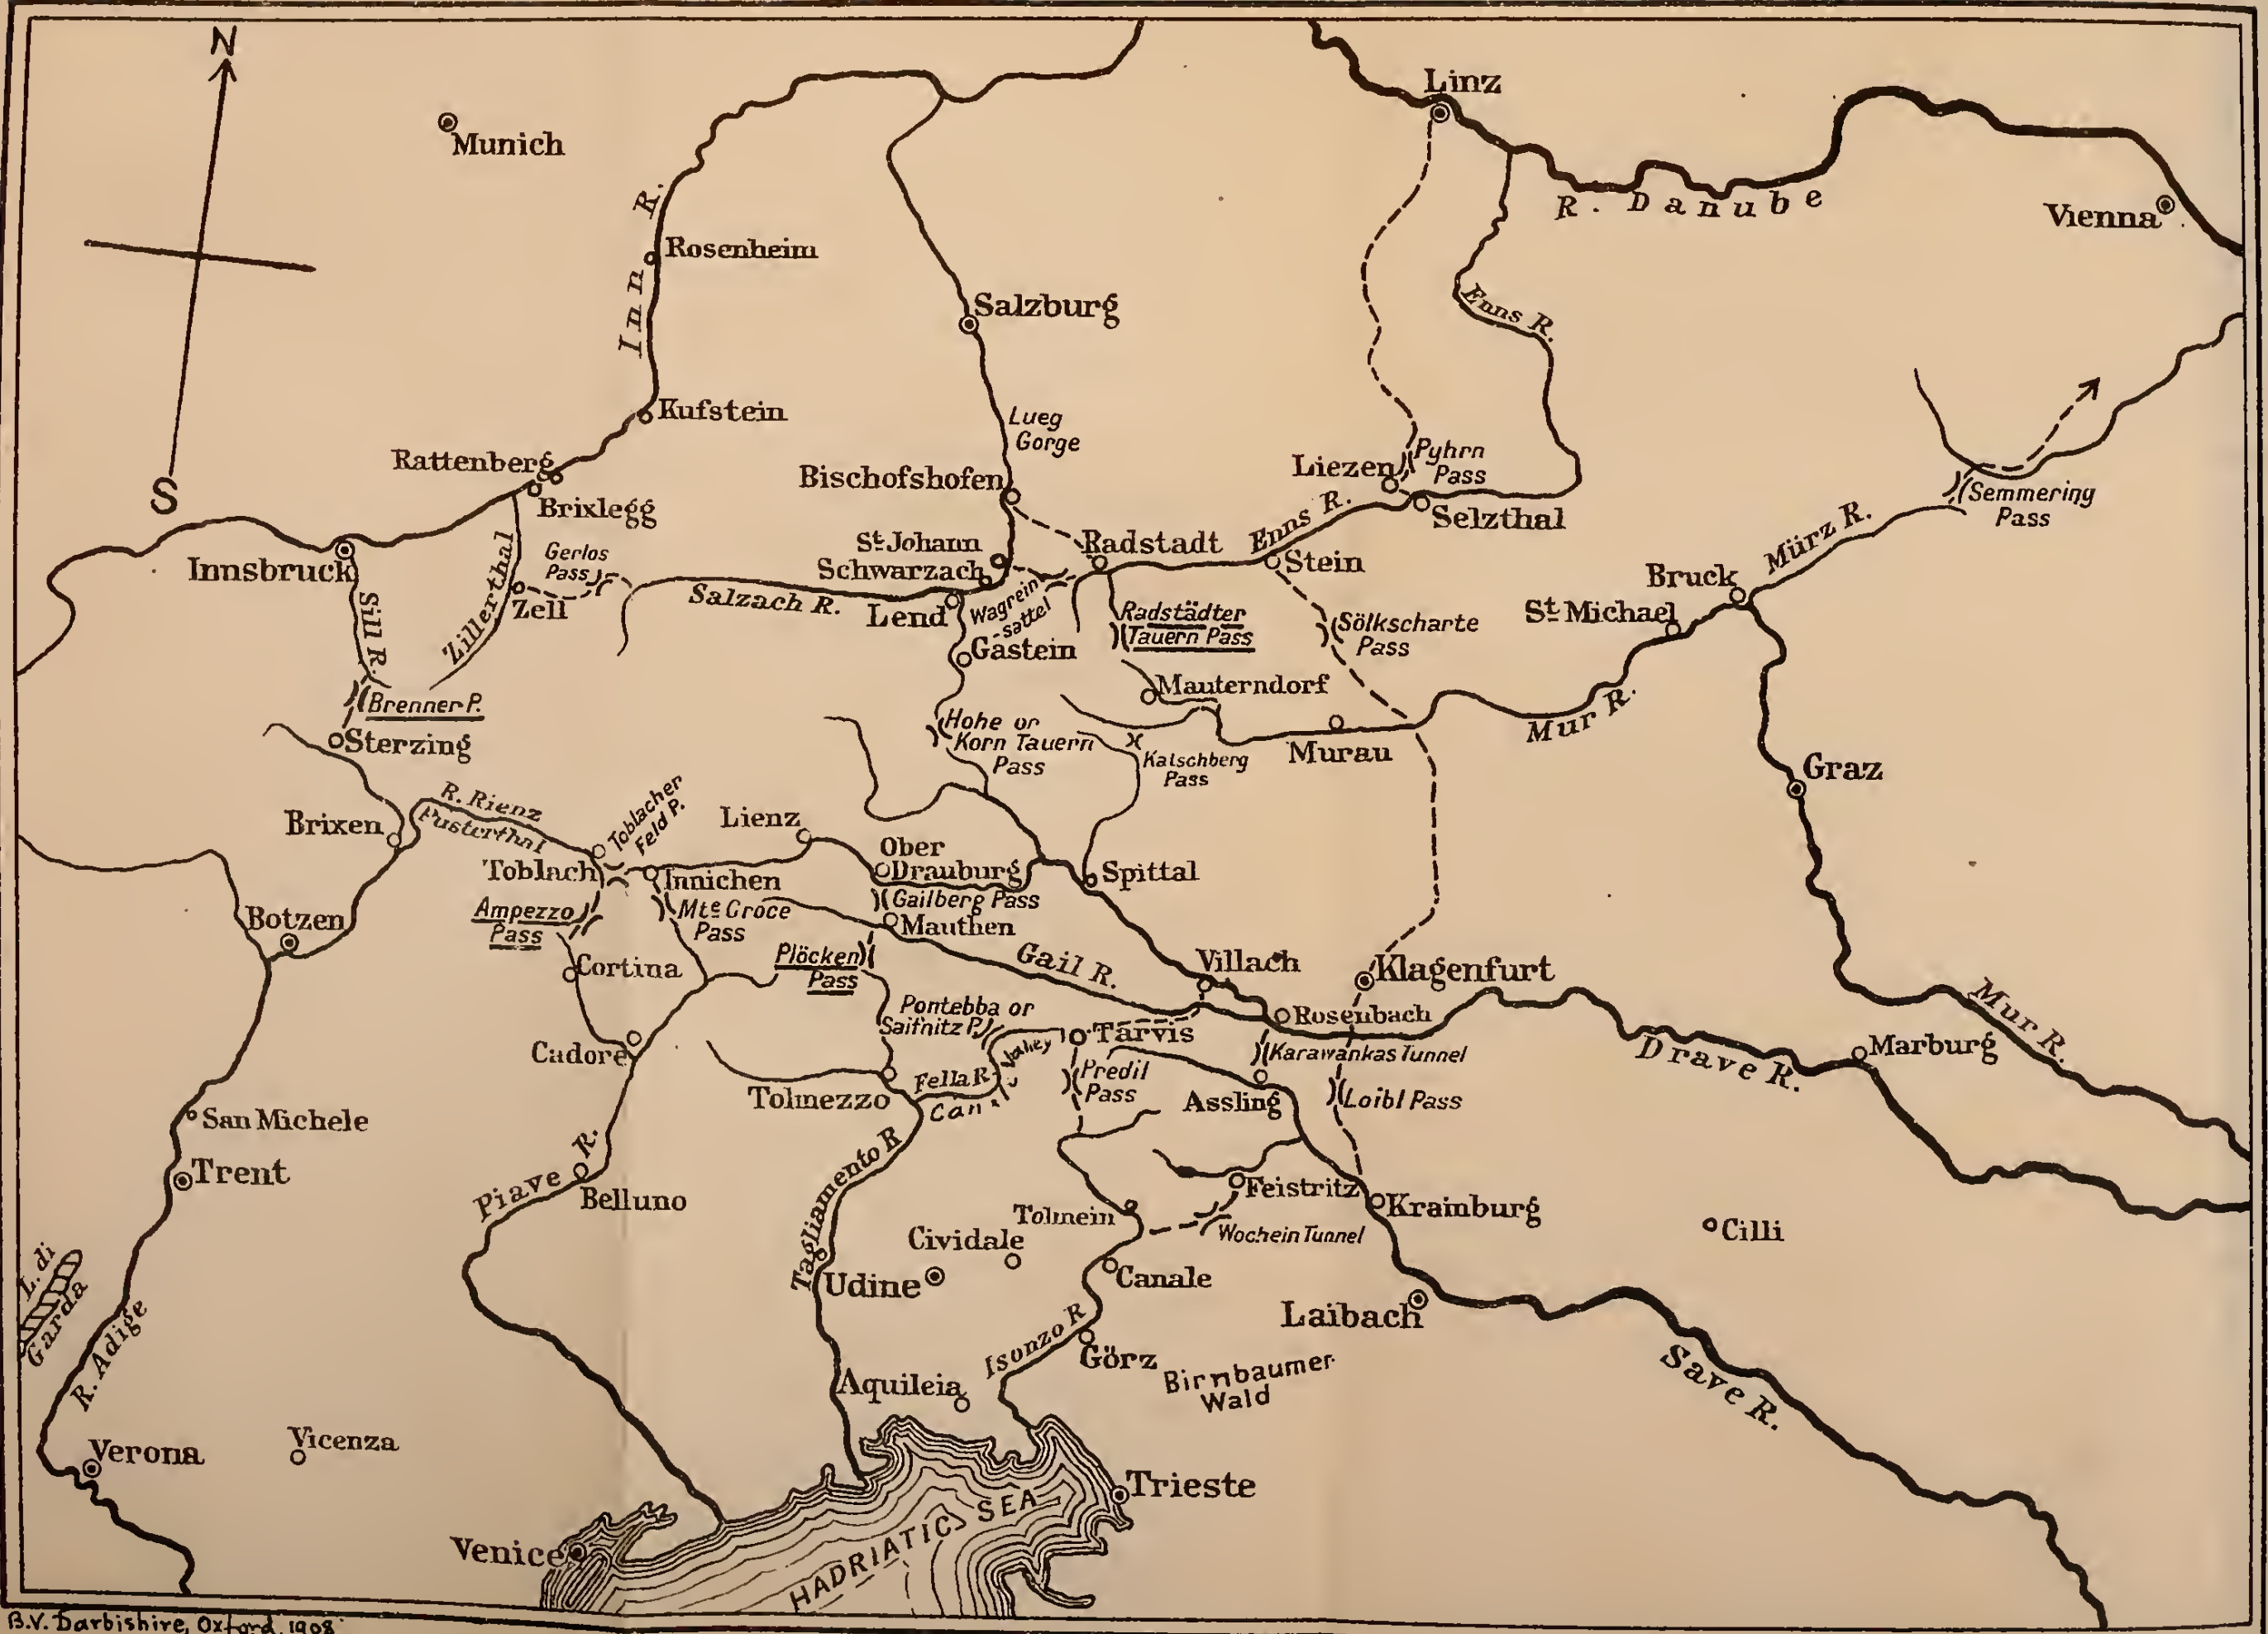 N
Linz
Munich
R. Danube
Vienna
Inn R.
Rosenheim
Salzburg
Enns R.
Kufstein
Lueg
Gorge
Rattenberg
Brixlegg
Bischofshofen
Liezen
Pyhrn
Pass
S
Semmering
Pass
Selzthal
Enns R.
Mürz R.
Innsbruck
Gerlos
Pass
St Johann
Schwarzach
Radstadt
Stein
Bruck
Sill R.
Zillerthal
Zell
Salzach R.
Lend
Wagrein
-sattel
Radstädter
Tauern Pass
Sölkscharte
Pass
St Michael
Gastein
Brenner P.
Mauterndorf
Mur R.
Sterzing
Hohe or
Korn Tauern
Pass
Katschberg
Pass
Murau
Graz
R. Rienz
Pusterthal
Toblacher
Feld P.
Brixen
Lienz
Toblach
Innichen
Ober
Drauburg
Spittal
Gailberg Pass
Ampezzo
Pass
Mte Croce
Pass
Mauthen
Botzen
Cortina
Plöcken
Pass
Gail R.
Villach
Klagenfurt
Pontebba or
Saifnitz P.
Rosenbach
Mur R.
Tarvis
Cadore
Karawankas Tunnel
Drave R.
Marburg
Fella R.
Canal
Valley
Predil
Pass
Tolmezzo
Assling
Loibl Pass
San Michele
Trent
Piave R.
Belluno
Tagliamento R
Feistritz
Krainburg
Tolmein
Wochein Tunnel
Cilli
Cividale
Udine
Canale
L. di
Garda
R. Adige
Laibach
Isonzo R
Görz
Birnbaumer
Wald
Aquileia
Save R.
Verona
Vicenza
Trieste
Venice
HADRIATIC SEA
B.V. Darbishire, Oxford, 1908